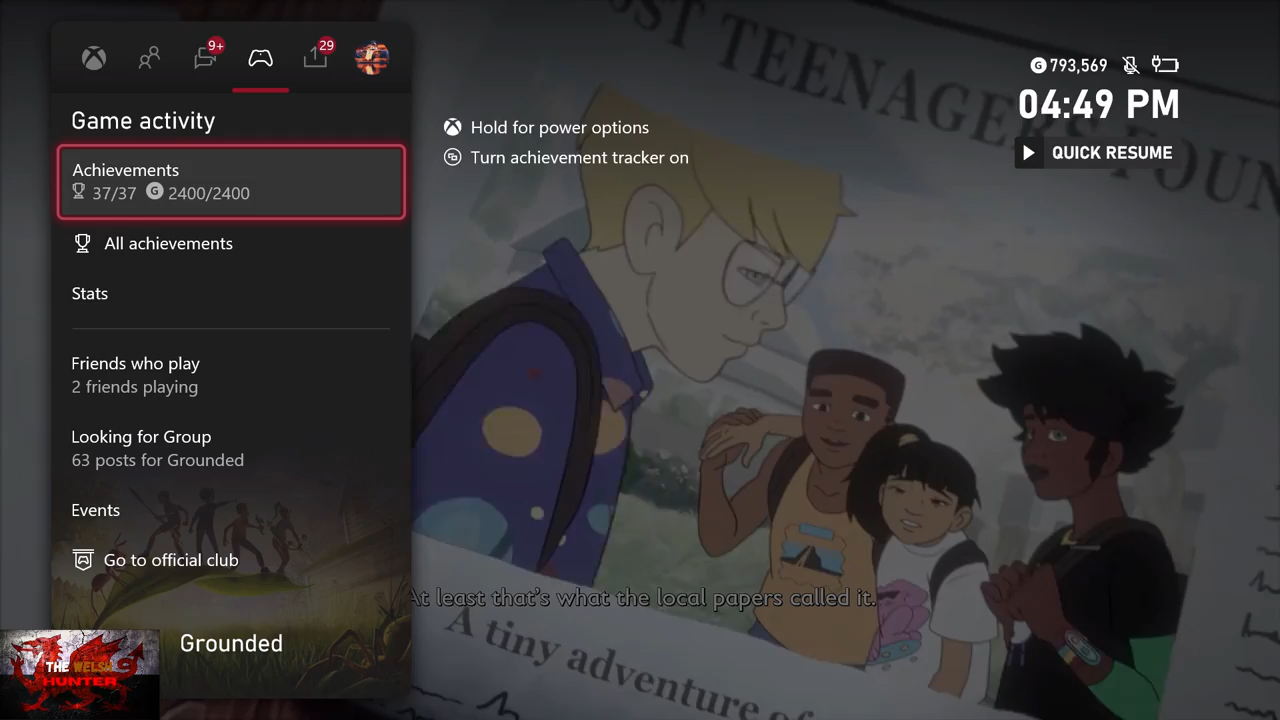 9+
29
Game activity
Achievements
37/37 G 2400/2400
All achievements
Stats
Friends who play
2 friends playing
Looking for Group
63 posts for Grounded
Events
Go to official club
Grounded
THE WELSH
HUNTER
Hold for power options
Turn achievement tracker on
G 793,569
04:49 PM
QUICK RESUME
OST TEENAGERS FOUN
At least that's what the local papers called it.
A tiny adventure of